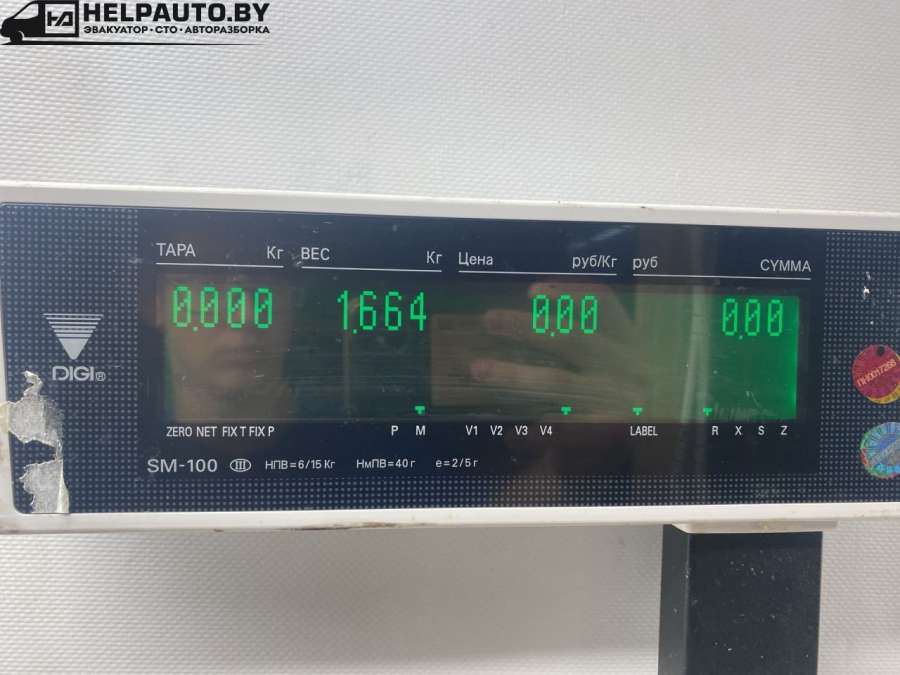 HELPAUTO.BY
ЭВАКУАТОР · СТО · АВТОРАЗБОРКА
ТАРА Кг ВЕС Кг Цена руб/Кг руб СУММА
0.000 1.664 0.00 0.00
DIGI®
ZERO NET FIX T FIX P P M V1 V2 V3 V4 LABEL R X S Z
SM-100 III НПВ=6/15 Кг НмПВ=40 г e=2/5 г
ПН0017268